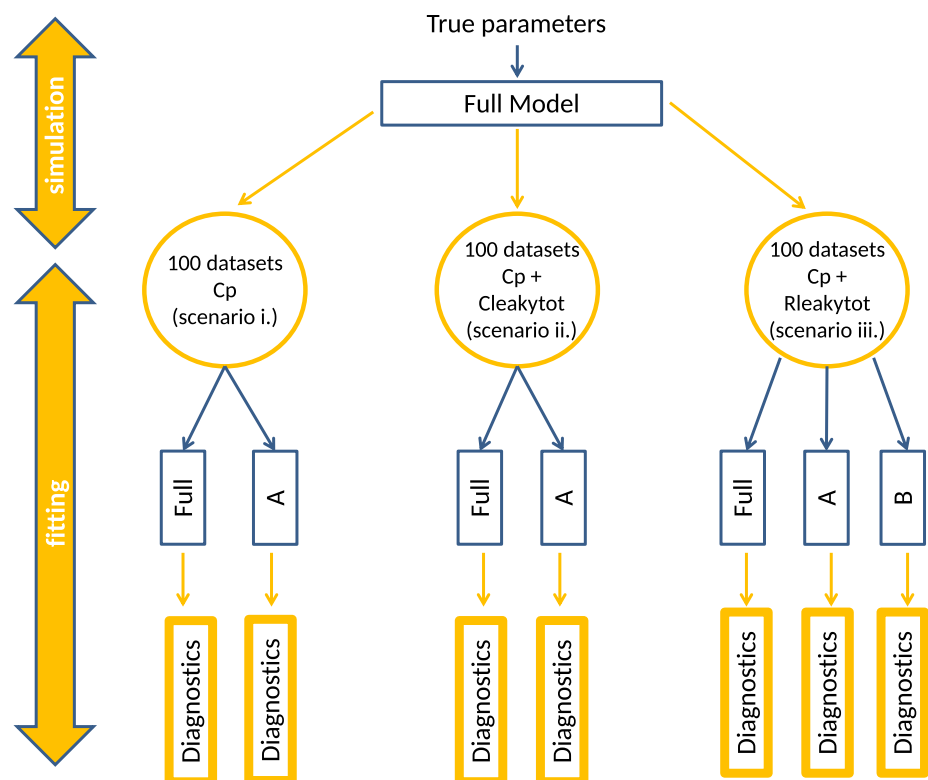 True parameters
Full Model
simulation
100 datasets
Cp
(scenario i.)
100 datasets
Cp +
Cleakytot
(scenario ii.)
100 datasets
Cp +
Rleakytot
(scenario iii.)
fitting
Full
A
Full
A
Full
A
B
Diagnostics
Diagnostics
Diagnostics
Diagnostics
Diagnostics
Diagnostics
Diagnostics